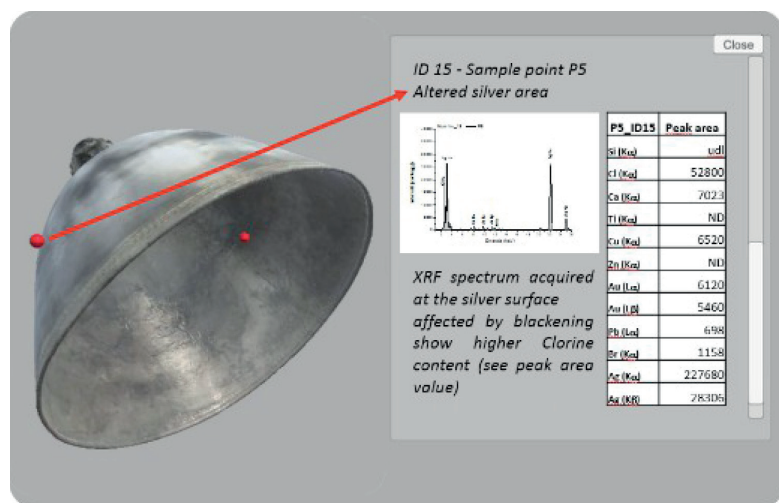 Close
ID 15 - Sample point P5
Altered silver area
P5_ID15 Peak area
Si (Kα) udl
Cl (Kα) 52800
Ca (Kα) 7023
Ti (Kα) ND
Cu (Kα) 6520
Zn (Kα) ND
Au (Lα) 6120
Au (Lβ) 5460
Pb (Lα) 698
Br (Kα) 1158
Ag (Kα) 227680
Ag (Kβ) 28306
XRF spectrum acquired
at the silver surface
affected by blackening
show higher Clorine
content (see peak area
value)